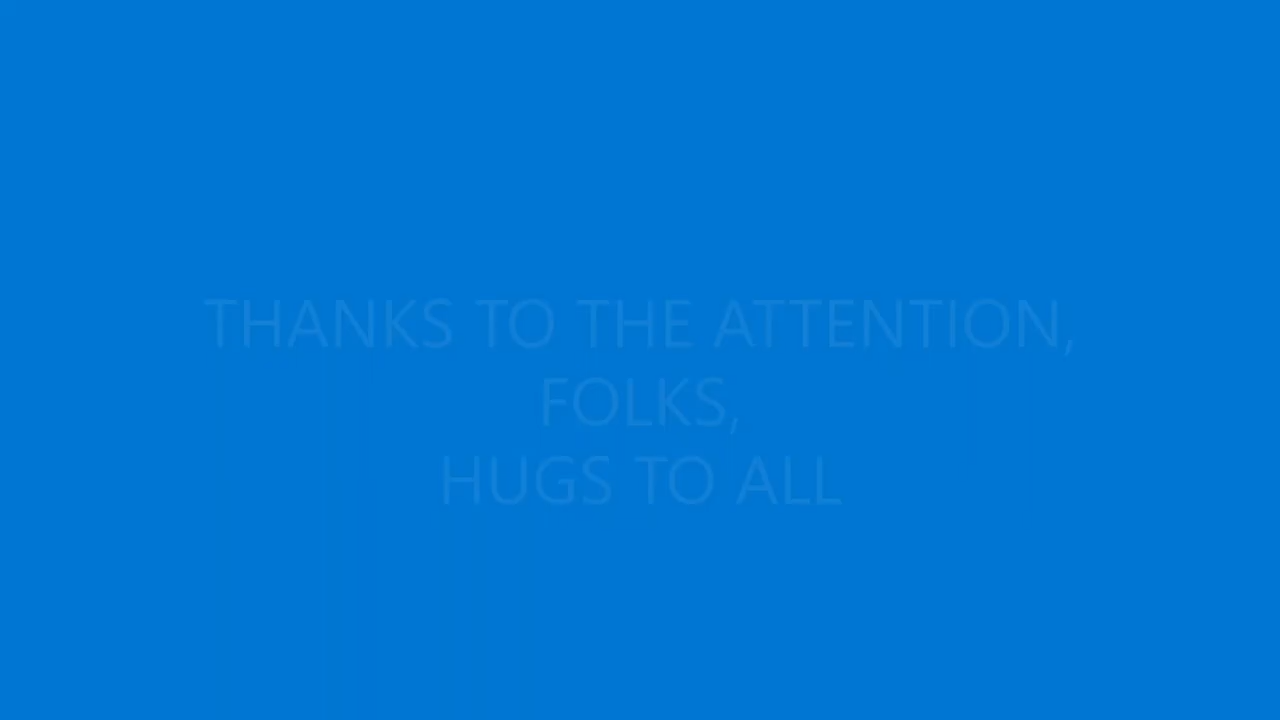 THANKS TO THE ATTENTION,
FOLKS,
HUGS TO ALL